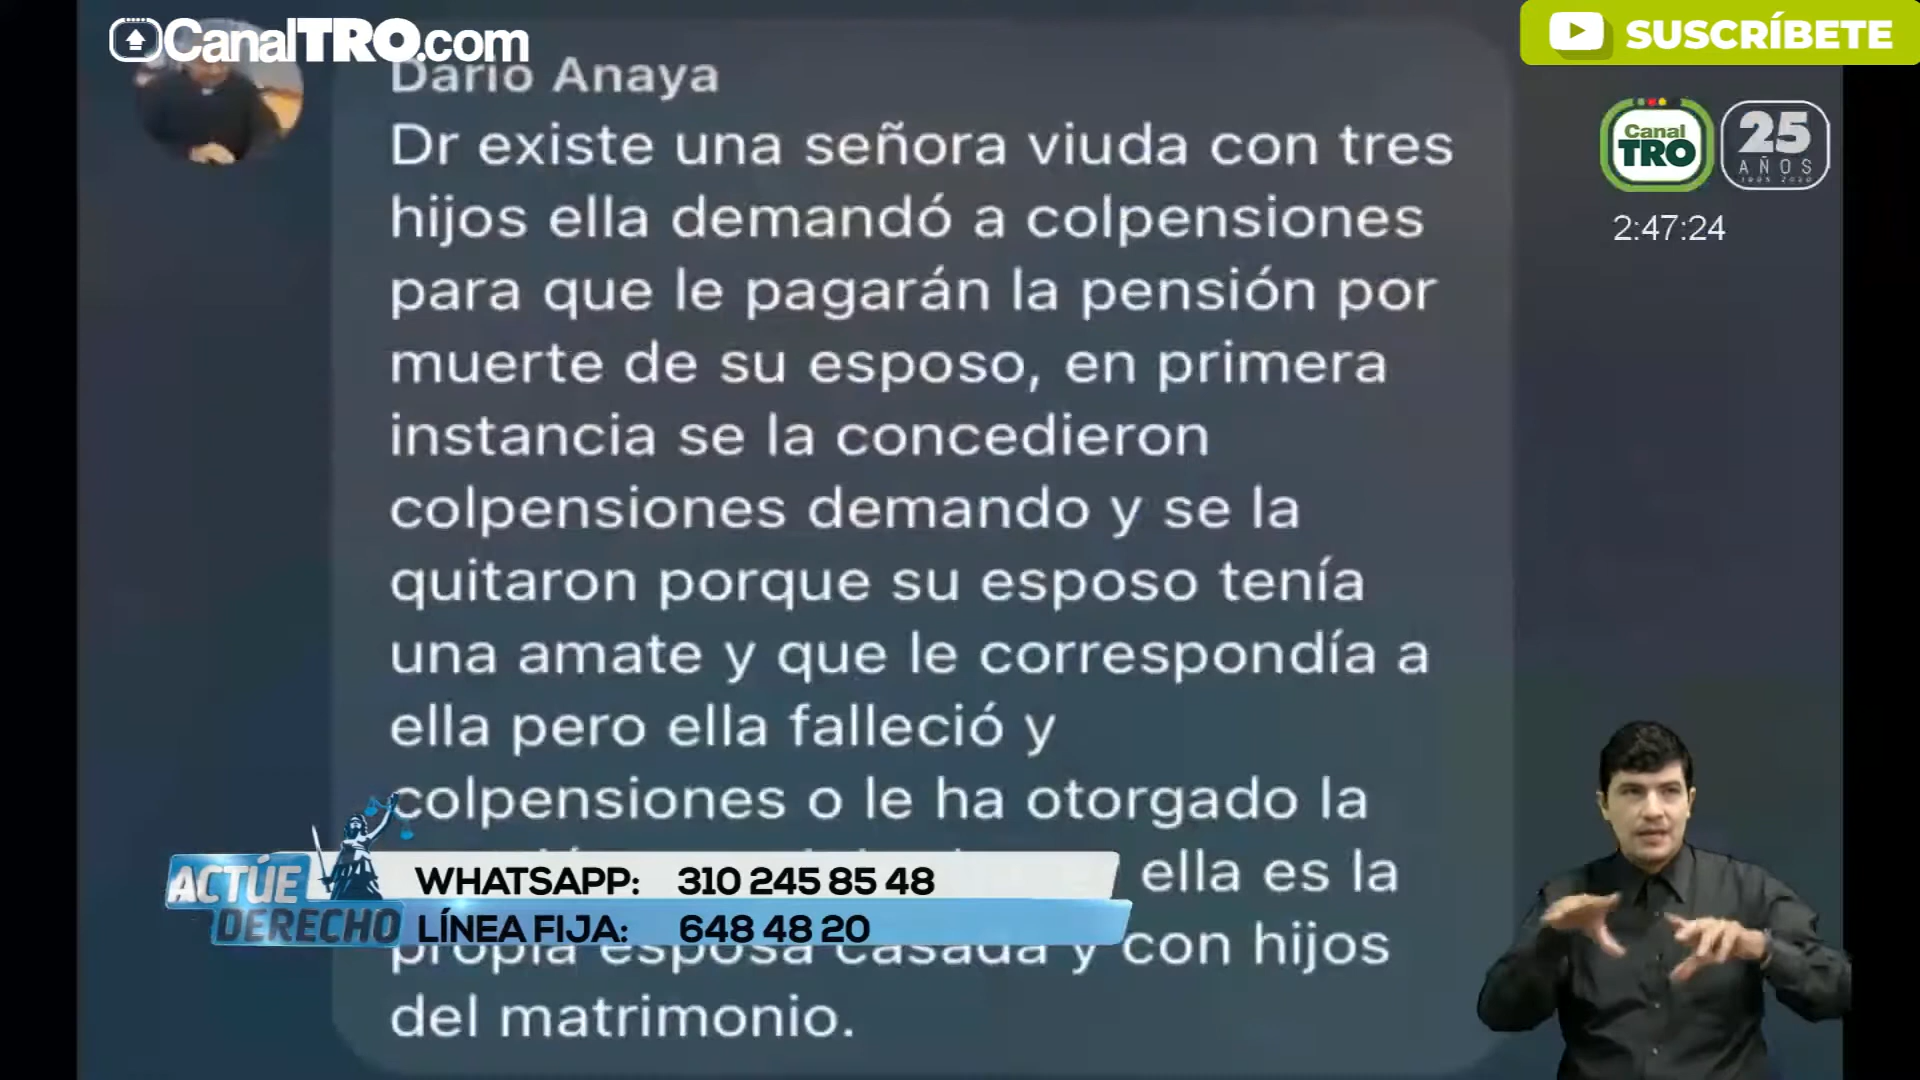 CanalTRO.com
SUSCRÍBETE
Canal
TRO
25
AÑOS
2:47:24
Dario Anaya
Dr existe una señora viuda con tres
hijos ella demandó a colpensiones
para que le pagarán la pensión por
muerte de su esposo, en primera
instancia se la concedieron
colpensiones demando y se la
quitaron porque su esposo tenía
una amate y que le correspondía a
ella pero ella falleció y
colpensiones o le ha otorgado la
ella es la
propia esposa casada y con hijos
del matrimonio.
ACTÚE
DERECHO
WHATSAPP: 310 245 85 48
LÍNEA FIJA: 648 48 20